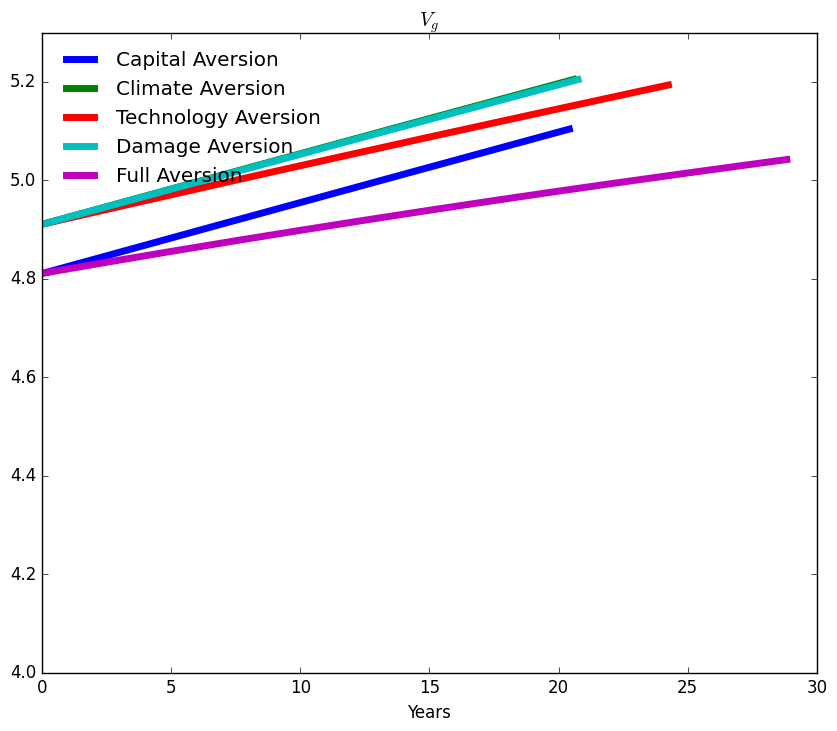 V_g
Capital Aversion
Climate Aversion
Technology Aversion
Damage Aversion
Full Aversion
5.2
5.0
4.8
4.6
4.4
4.2
4.0
0 5 10 15 20 25 30
Years